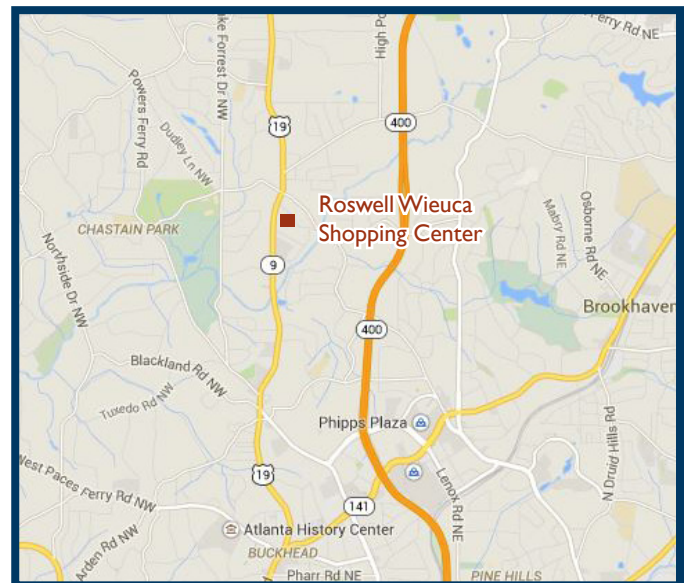 Lake Forrest Dr NW
High Po
Ferry Rd NE
Powers Ferry Rd
19
400
Dudley Ln NW
Roswell Wieuca
Shopping Center
CHASTAIN PARK
Osborne Rd NE
Mabry Rd NE
Northside Dr NW
9
Brookhaven
400
Blackland Rd NW
Tuxedo Rd NW
Phipps Plaza
N Druid Hills Rd
West Paces Ferry Rd NW
19
Lenox Rd NE
141
Atlanta History Center
Arden Rd NW
BUCKHEAD
Pharr Rd NE
PINE HILLS